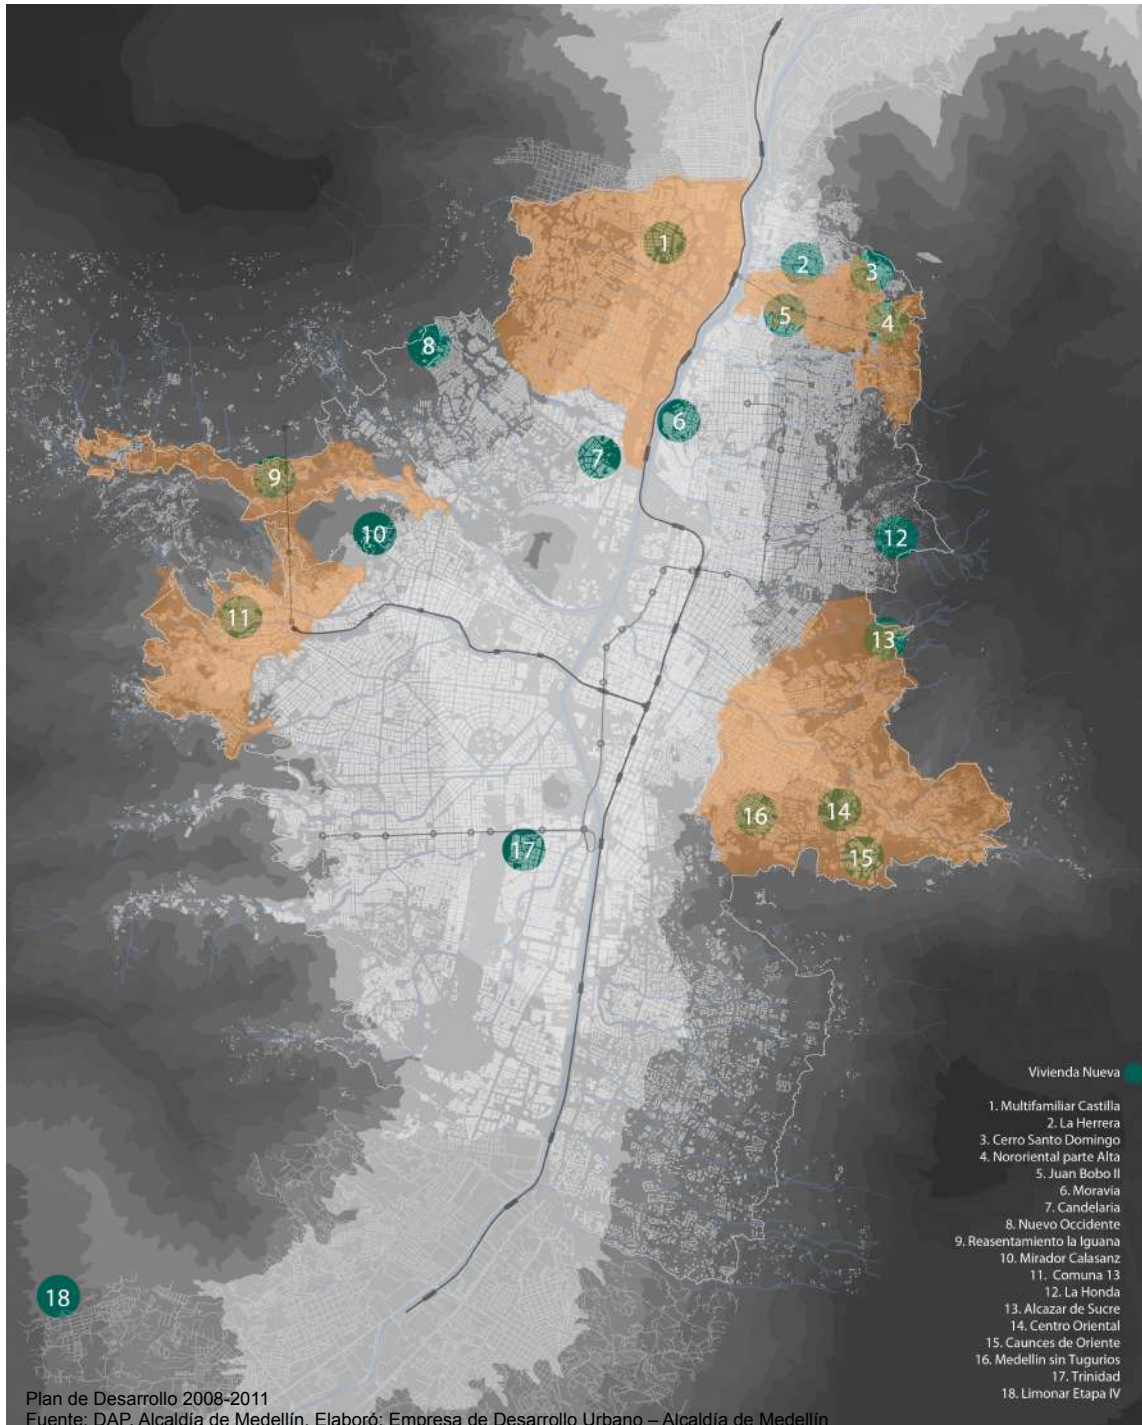 1
2
3
4
5
6
7
8
9
10
11
12
13
14
15
16
17
18
Vivienda Nueva
1. Multifamiliar Castilla
2. La Herrera
3. Cerro Santo Domingo
4. Nororiental parte Alta
5. Juan Bobo II
6. Moravia
7. Candelaria
8. Nuevo Occidente
9. Reasentamiento la Iguana
10. Mirador Calasanz
11. Comuna 13
12. La Honda
13. Alcazar de Sucre
14. Centro Oriental
15. Caunces de Oriente
16. Medellín sin Tugurios
17. Trinidad
18. Limonar Etapa IV
Plan de Desarrollo 2008-2011
Fuente: DAP. Alcaldía de Medellín. Elaboró: Empresa de Desarrollo Urbano – Alcaldía de Medellín